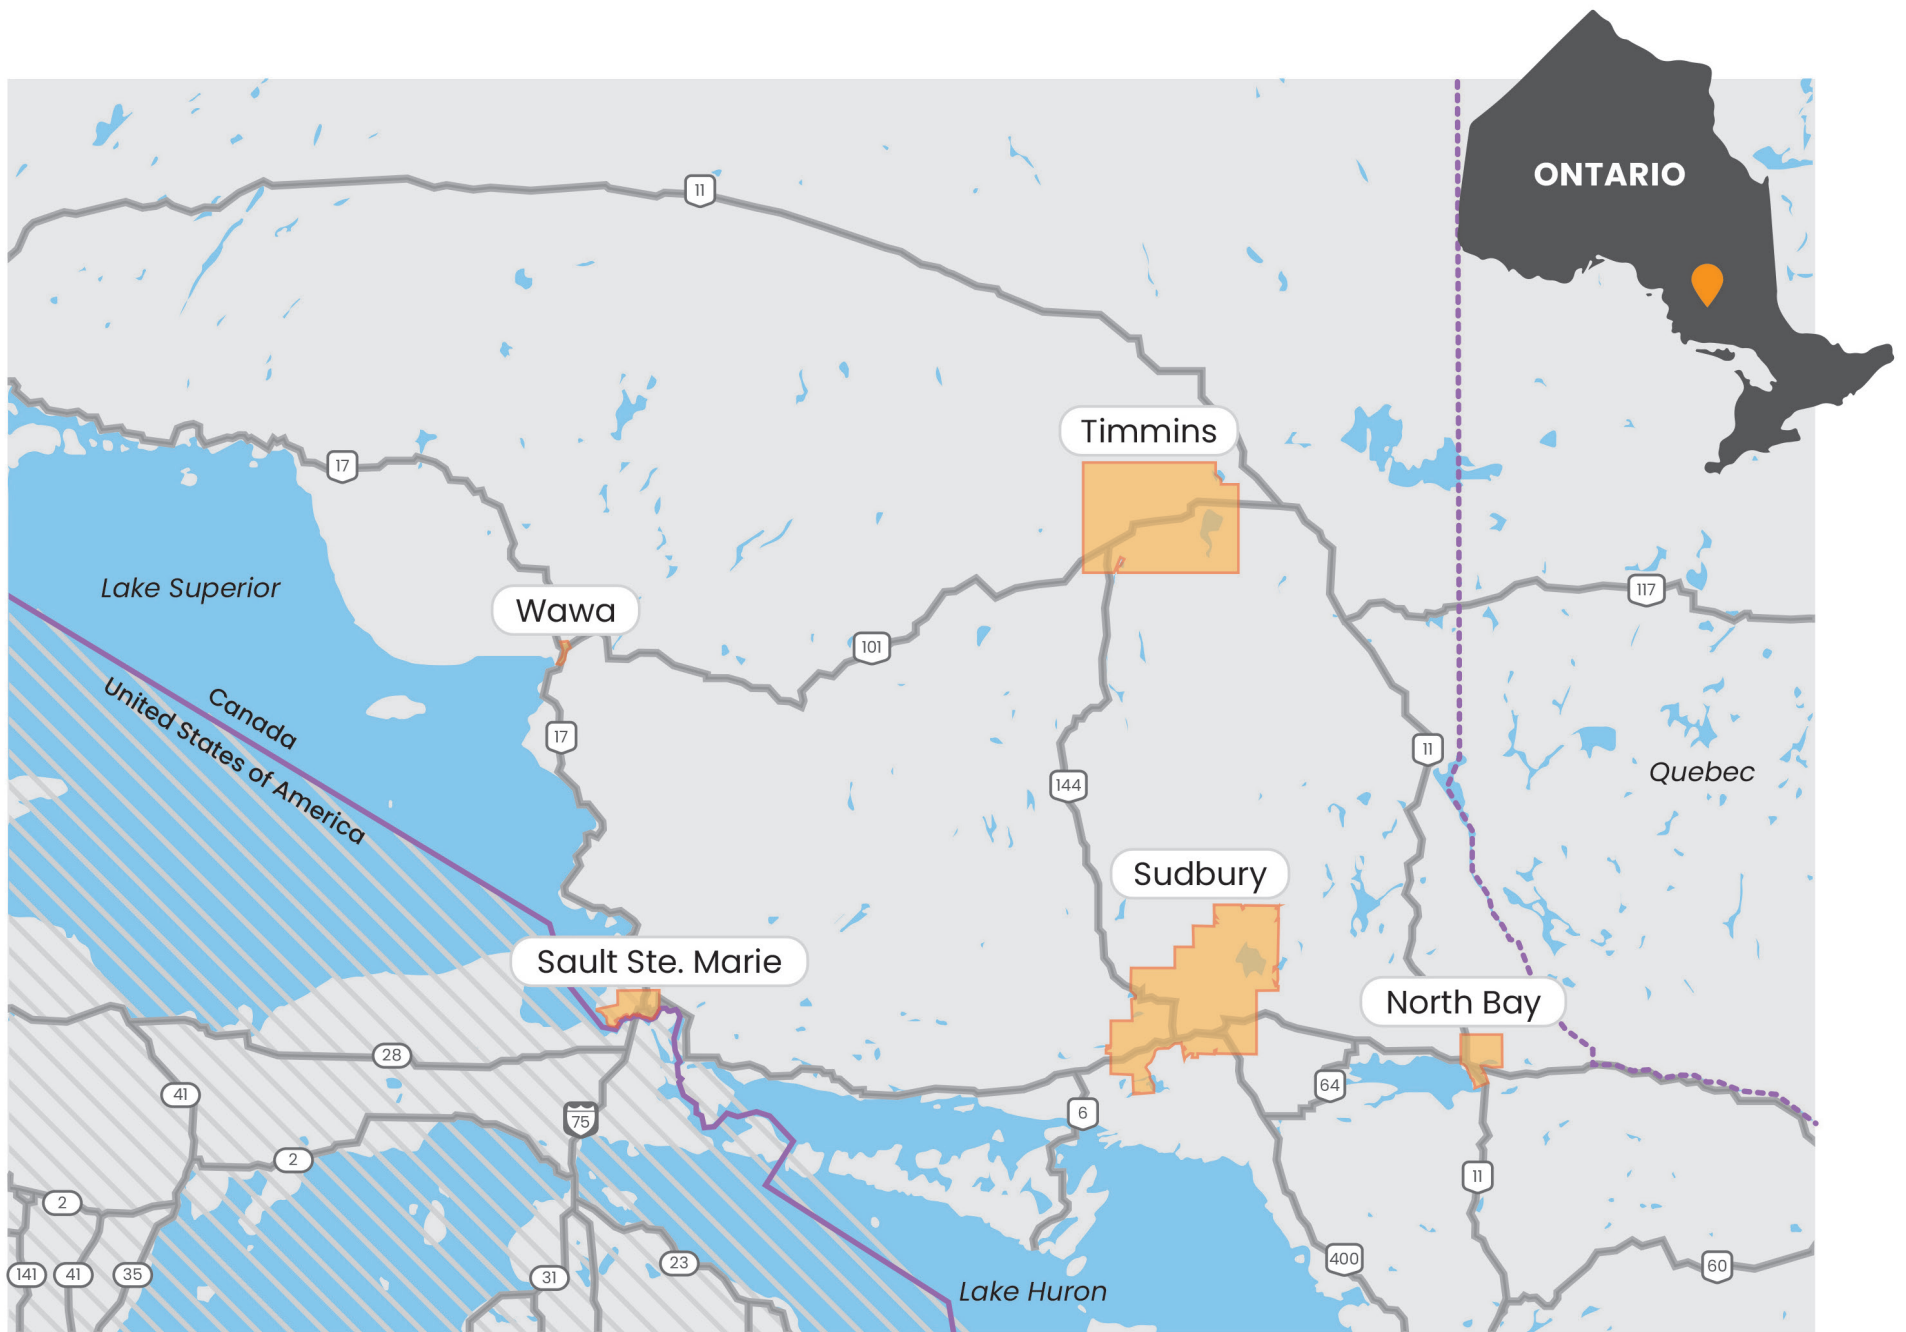 ONTARIO
11
Timmins
17
Lake Superior
Wawa
117
101
Canada
United States of America
17
11
Quebec
144
Sudbury
Sault Ste. Marie
North Bay
28
64
41
75
6
2
11
2
400
23
60
141
41
35
31
Lake Huron